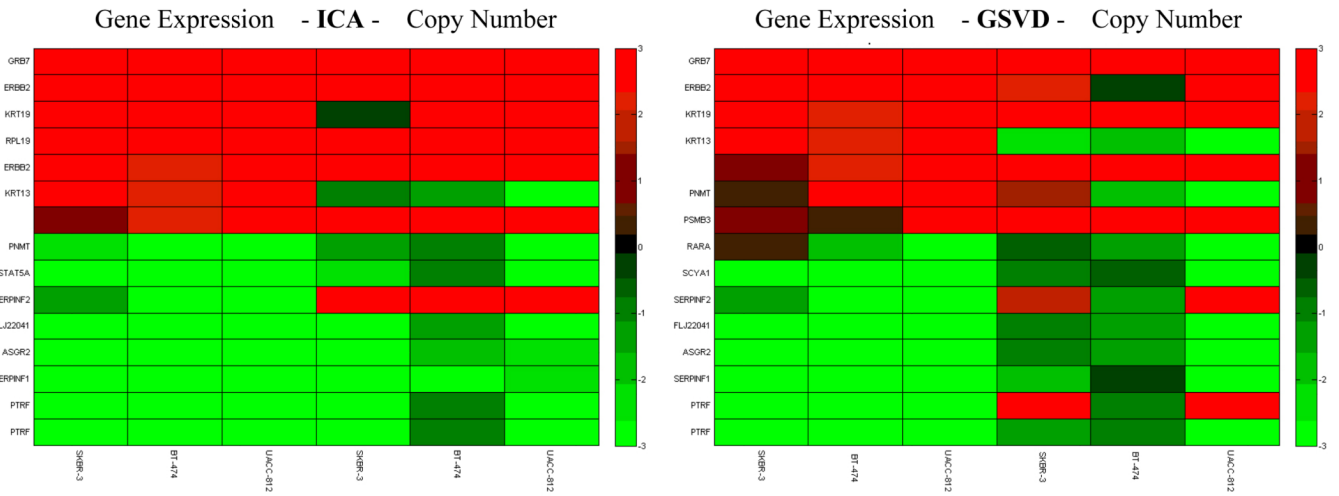 Gene Expression - ICA - Copy Number
GRB7
ERBB2
KRT19
RPL19
ERBB2
KRT13
PNMT
STAT5A
SERPINF2
FLJ22041
ASGR2
SERPINF1
PTRF
PTRF
SKBR-3
BT-474
UACC-812
SKBR-3
BT-474
UACC-812
3
2
1
0
-1
-2
-3
Gene Expression - GSVD - Copy Number
GRB7
ERBB2
KRT19
KRT13
PNMT
PSMB3
RARA
SCYA1
SERPINF2
FLJ22041
ASGR2
SERPINF1
PTRF
PTRF
SKBR-3
BT-474
UACC-812
SKBR-3
BT-474
UACC-812
3
2
1
0
-1
-2
-3